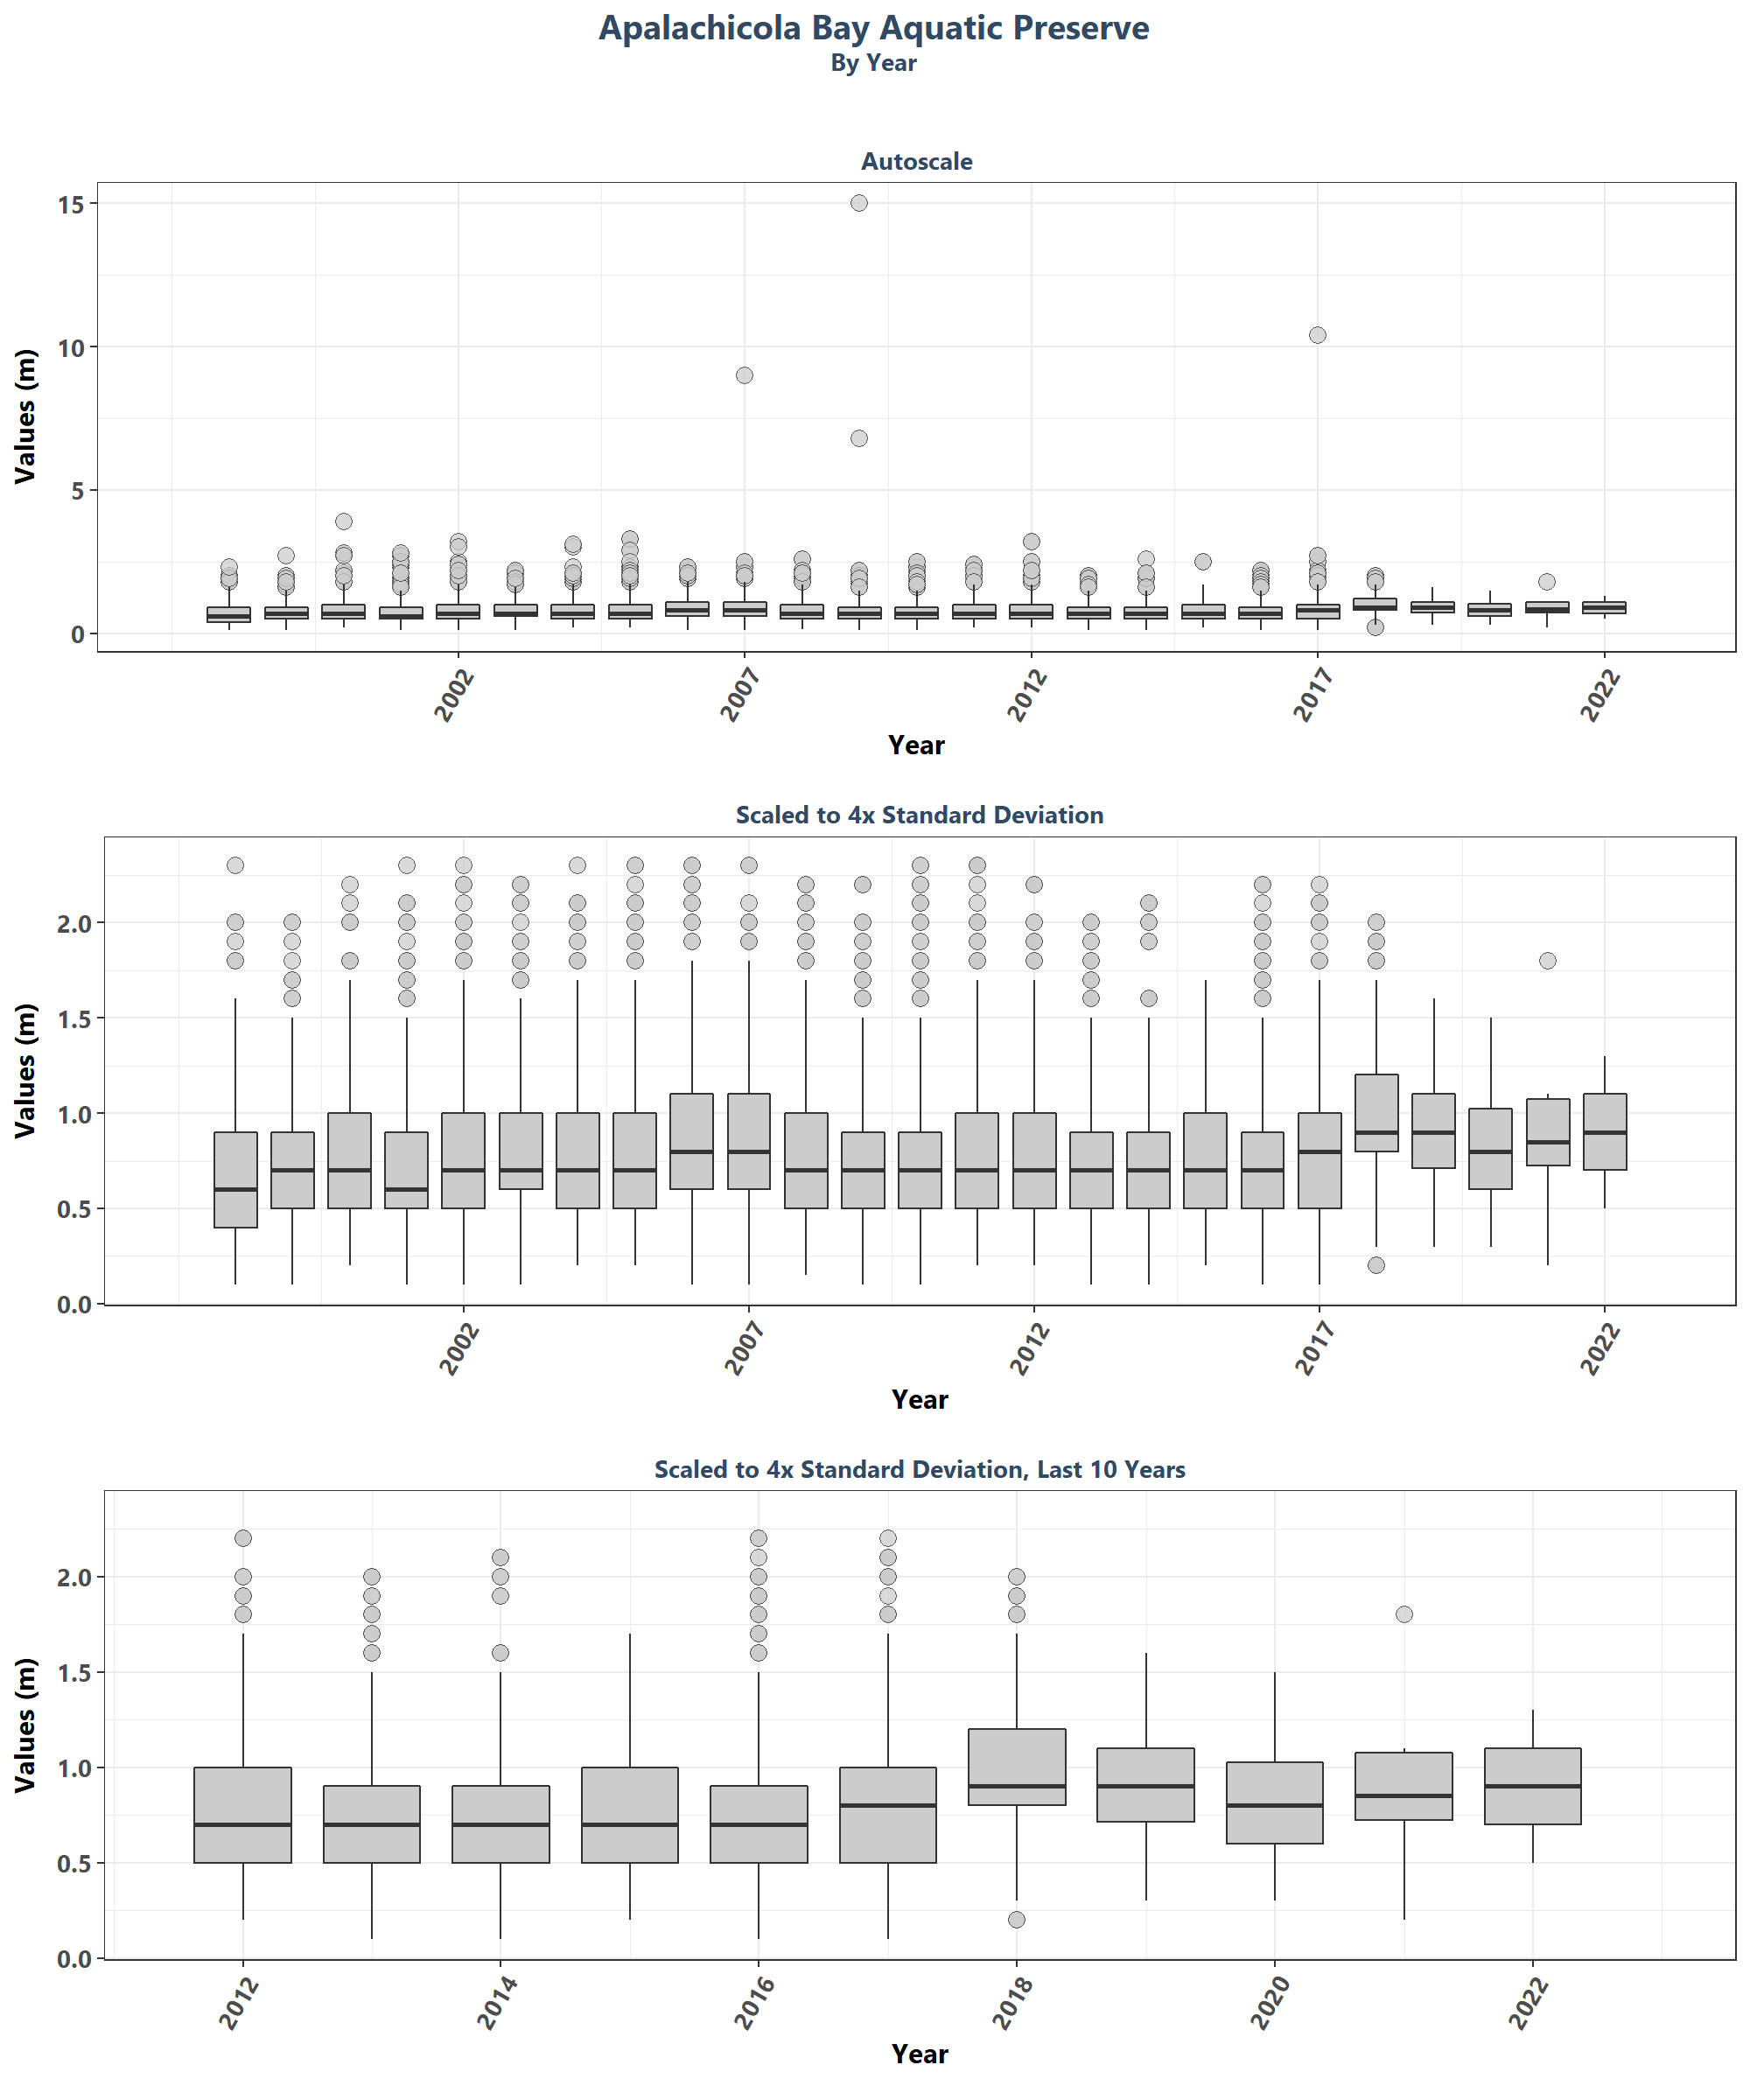 Apalachicola Bay Aquatic Preserve
By Year
Autoscale
Values (m)
15
10
5
0
2002
2007
2012
2017
2022
Year
Scaled to 4x Standard Deviation
Values (m)
2.0
1.5
1.0
0.5
0.0
2002
2007
2012
2017
2022
Year
Scaled to 4x Standard Deviation, Last 10 Years
Values (m)
2.0
1.5
1.0
0.5
0.0
2012
2014
2016
2018
2020
2022
Year